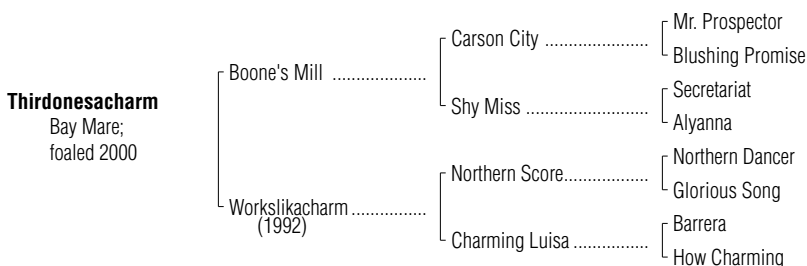 Thirdonesacharm
Bay Mare;
foaled 2000
Boone's Mill ....................
Workslikacharm ................
(1992)
Carson City ......................
Shy Miss ..........................
Northern Score..................
Charming Luisa ................
Mr. Prospector
Blushing Promise
Secretariat
Alyanna
Northern Dancer
Glorious Song
Barrera
How Charming